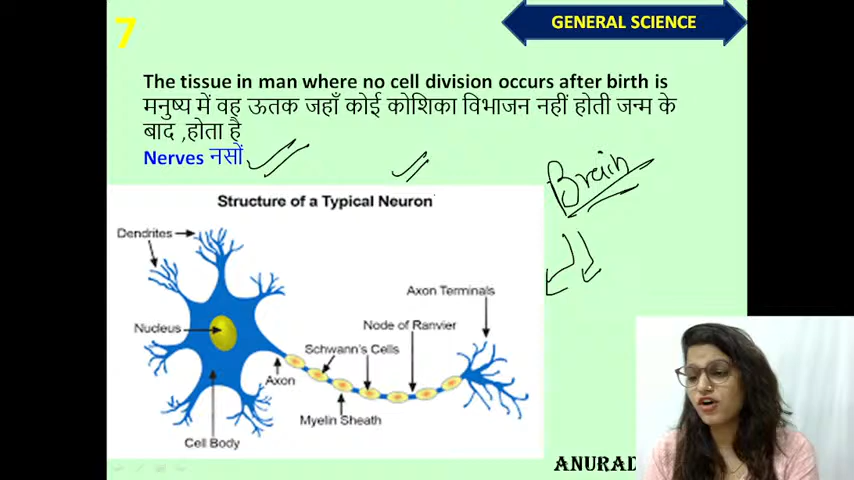 7
GENERAL SCIENCE
The tissue in man where no cell division occurs after birth is
मनुष्य में वह ऊतक जहाँ कोई कोशिका विभाजन नहीं होती जन्म के
बाद ,होता है
Nerves नसों
Brain
Structure of a Typical Neuron
Dendrites
Axon Terminals
Nucleus
Node of Ranvier
Schwann's Cells
Axon
Myelin Sheath
Cell Body